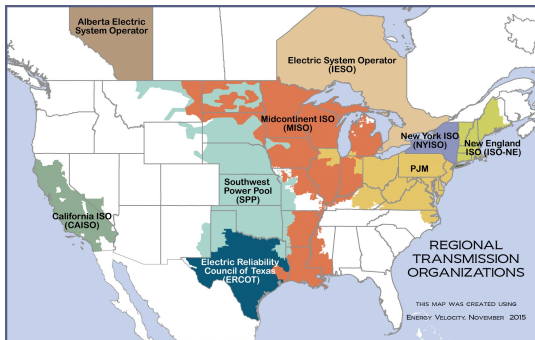 Alberta Electric
System Operator
Electric System Operator
(IESO)
Midcontinent ISO
(MISO)
New York ISO
(NYISO)
New England
ISO (ISO-NE)
PJM
Southwest
Power Pool
(SPP)
California ISO
(CAISO)
Electric Reliability
Council of Texas
(ERCOT)
REGIONAL
TRANSMISSION
ORGANIZATIONS
THIS MAP WAS CREATED USING
ENERGY VELOCITY, NOVEMBER 2015